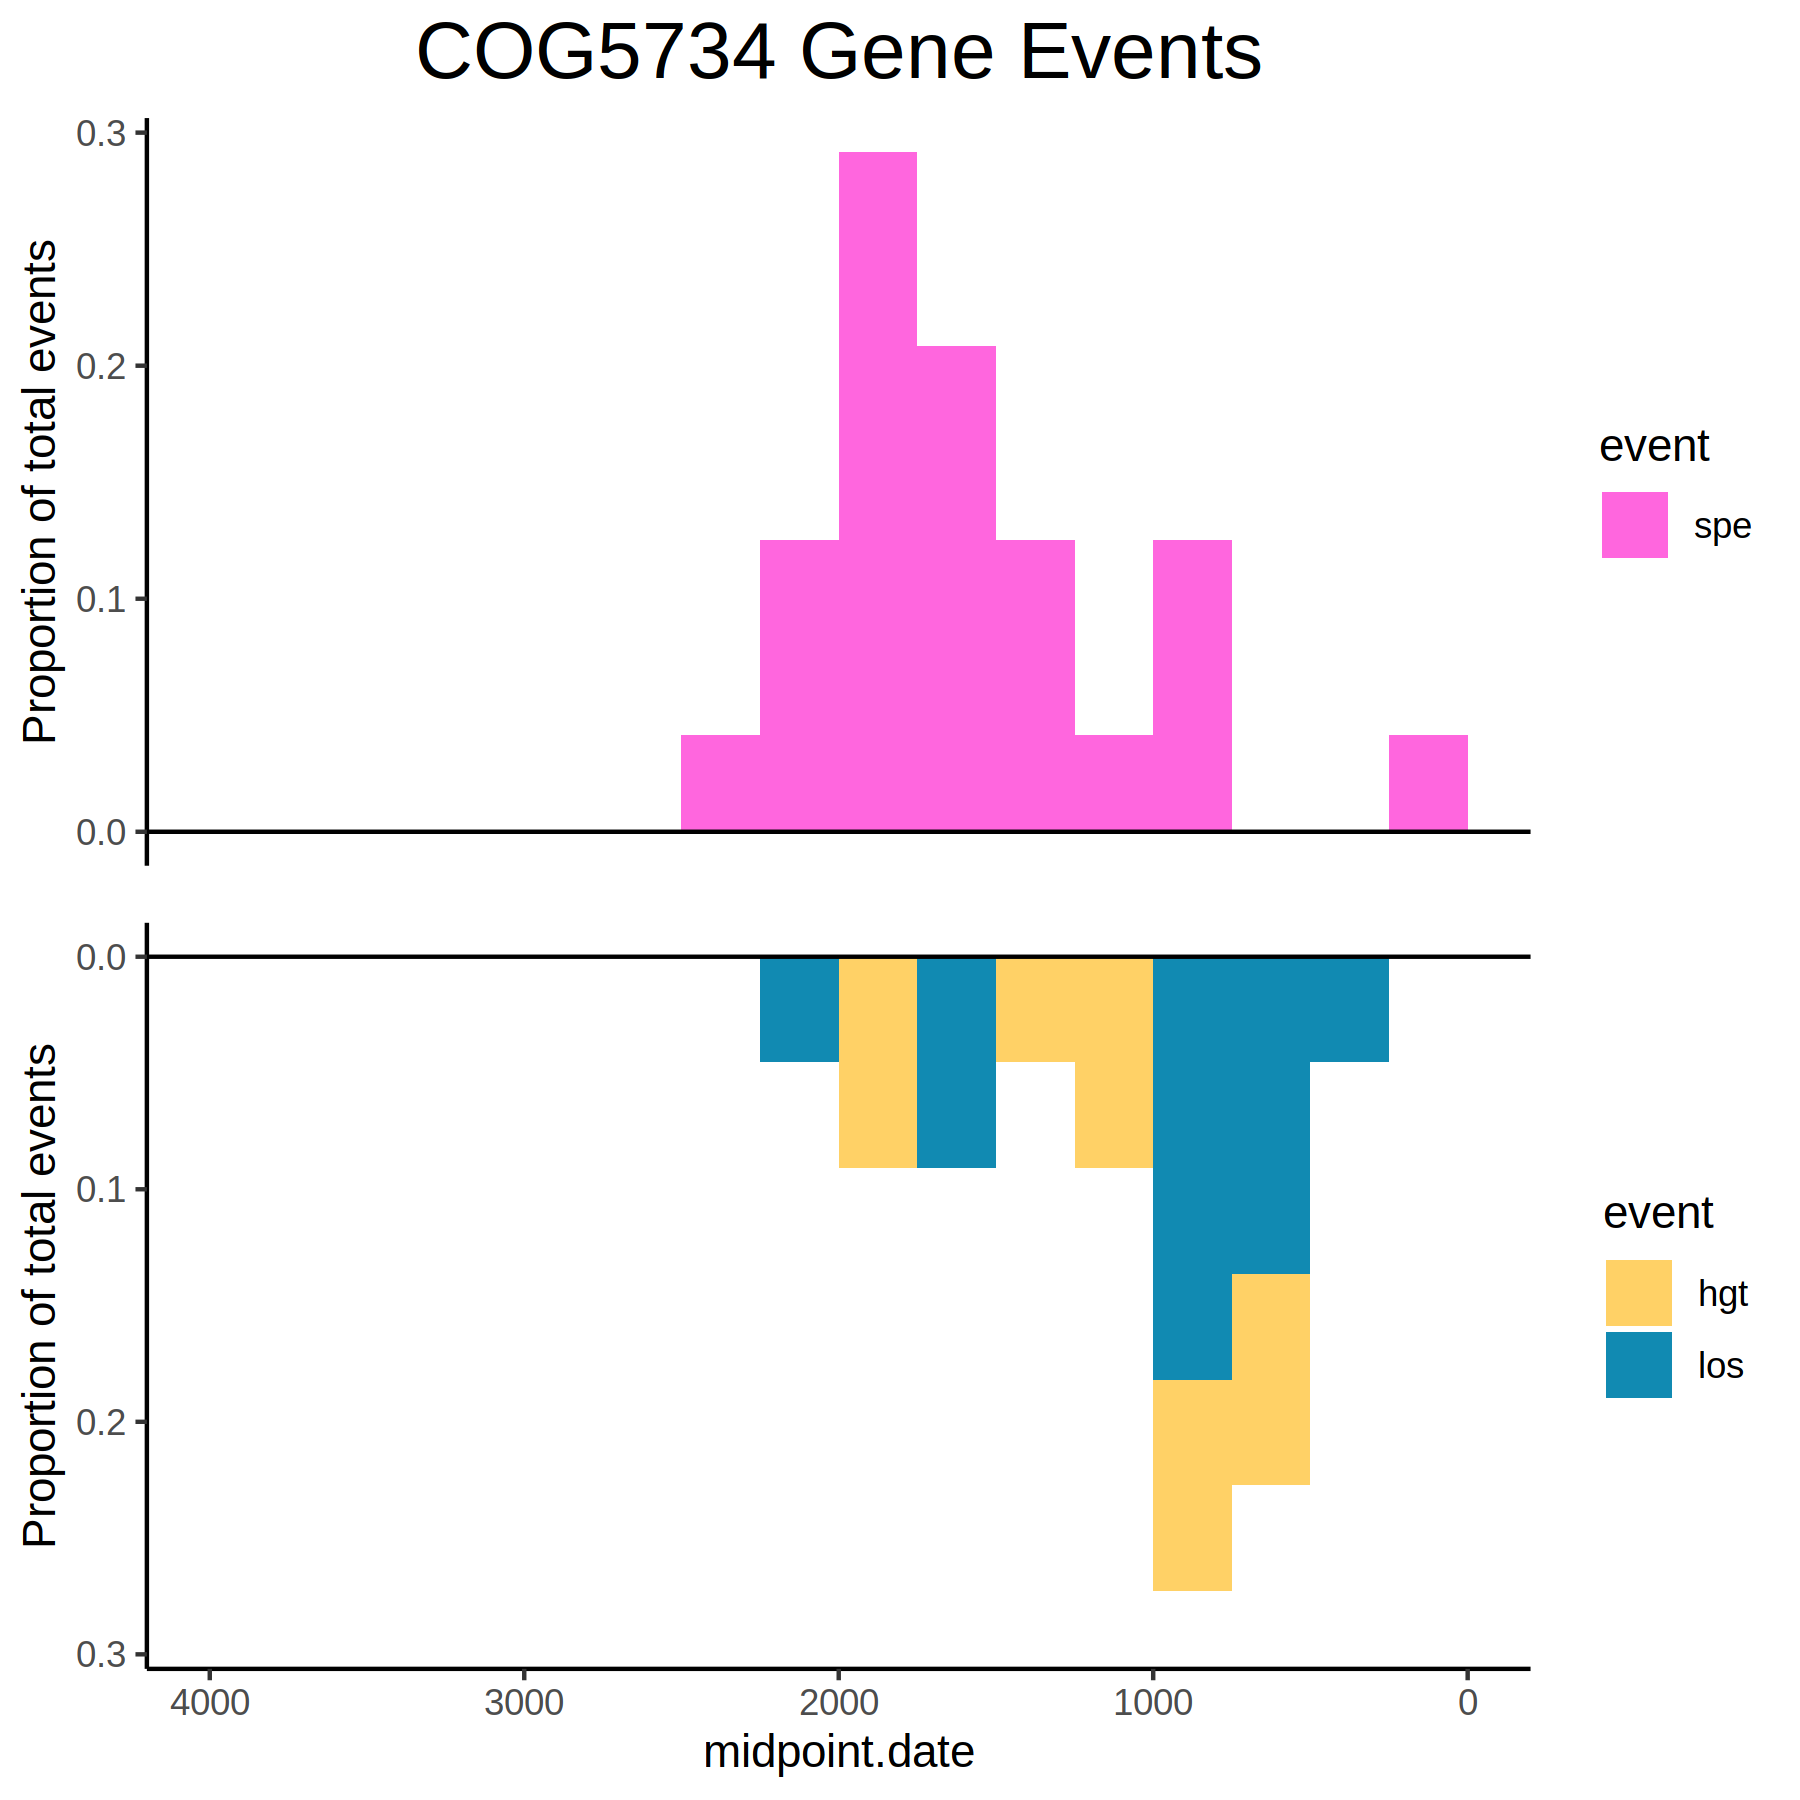 COG5734 Gene Events
Proportion of total events
0.3
0.2
0.1
0.0
event
spe
Proportion of total events
0.0
0.1
0.2
0.3
event
hgt
los
4000 3000 2000 1000 0
midpoint.date